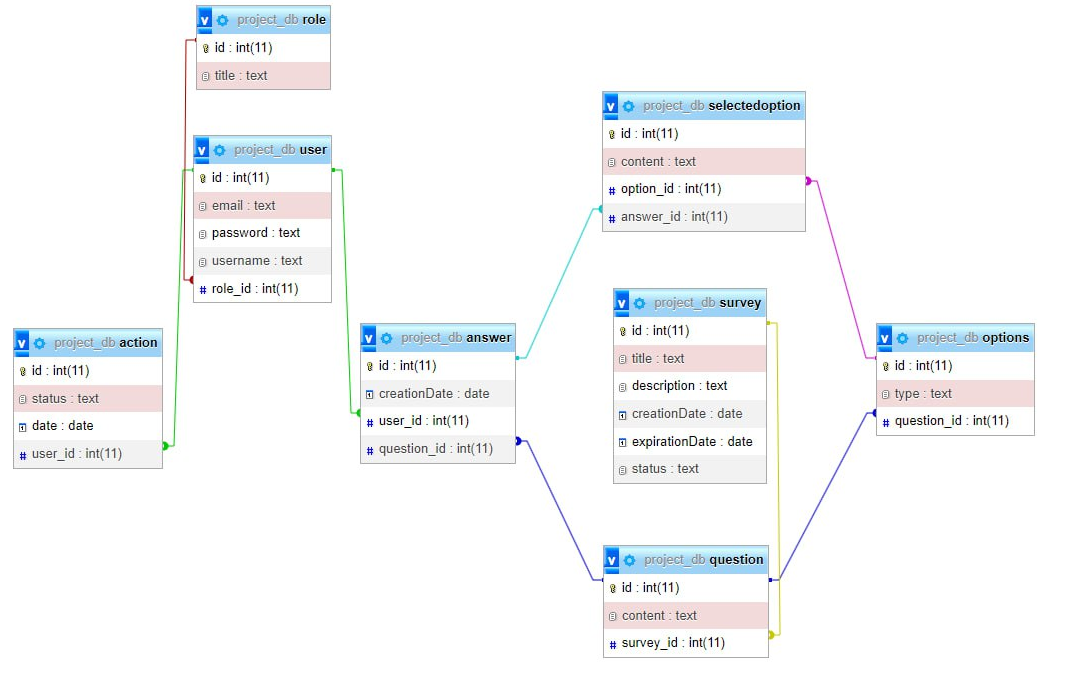 v project_db role
id : int(11)
title : text
v project_db user
id : int(11)
email : text
password : text
username : text
# role_id : int(11)
v project_db action
id : int(11)
status : text
date : date
# user_id : int(11)
v project_db answer
id : int(11)
creationDate : date
# user_id : int(11)
# question_id : int(11)
v project_db selectedoption
id : int(11)
content : text
# option_id : int(11)
# answer_id : int(11)
v project_db survey
id : int(11)
title : text
description : text
creationDate : date
expirationDate : date
status : text
v project_db question
id : int(11)
content : text
# survey_id : int(11)
v project_db options
id : int(11)
type : text
# question_id : int(11)